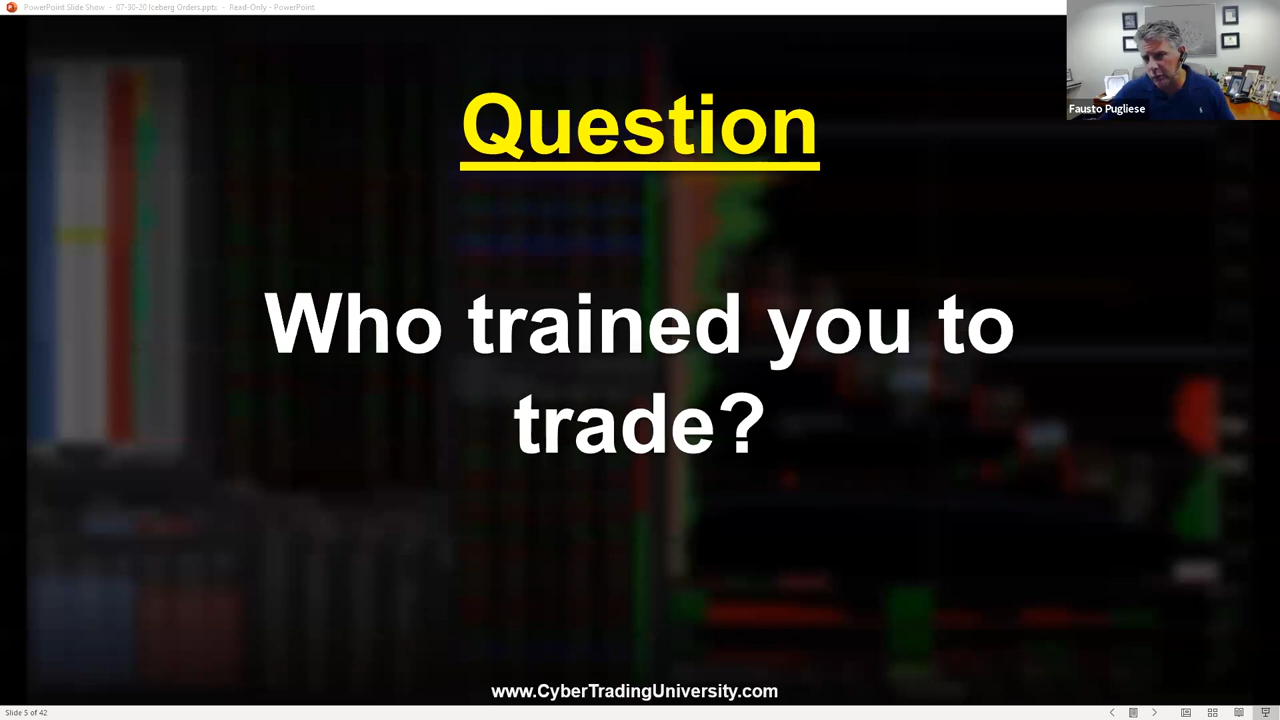 PowerPoint Slide Show - 07-30-20 Iceberg Orders.pptx - Read-Only - PowerPoint
Fausto Pugliese
Question
Who trained you to
trade?
www.CyberTradingUniversity.com
Slide 5 of 42